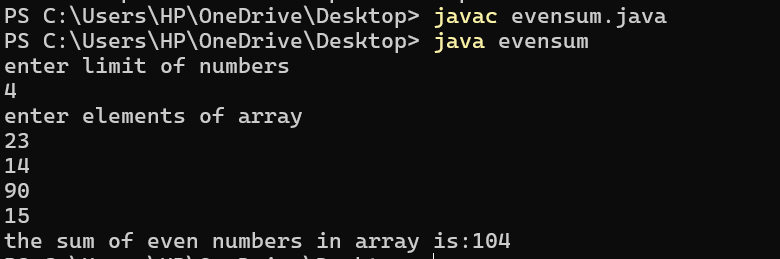 PS C:\Users\HP\OneDrive\Desktop> javac evensum.java
PS C:\Users\HP\OneDrive\Desktop> java evensum
enter limit of numbers
4
enter elements of array
23
14
90
15
the sum of even numbers in array is:104